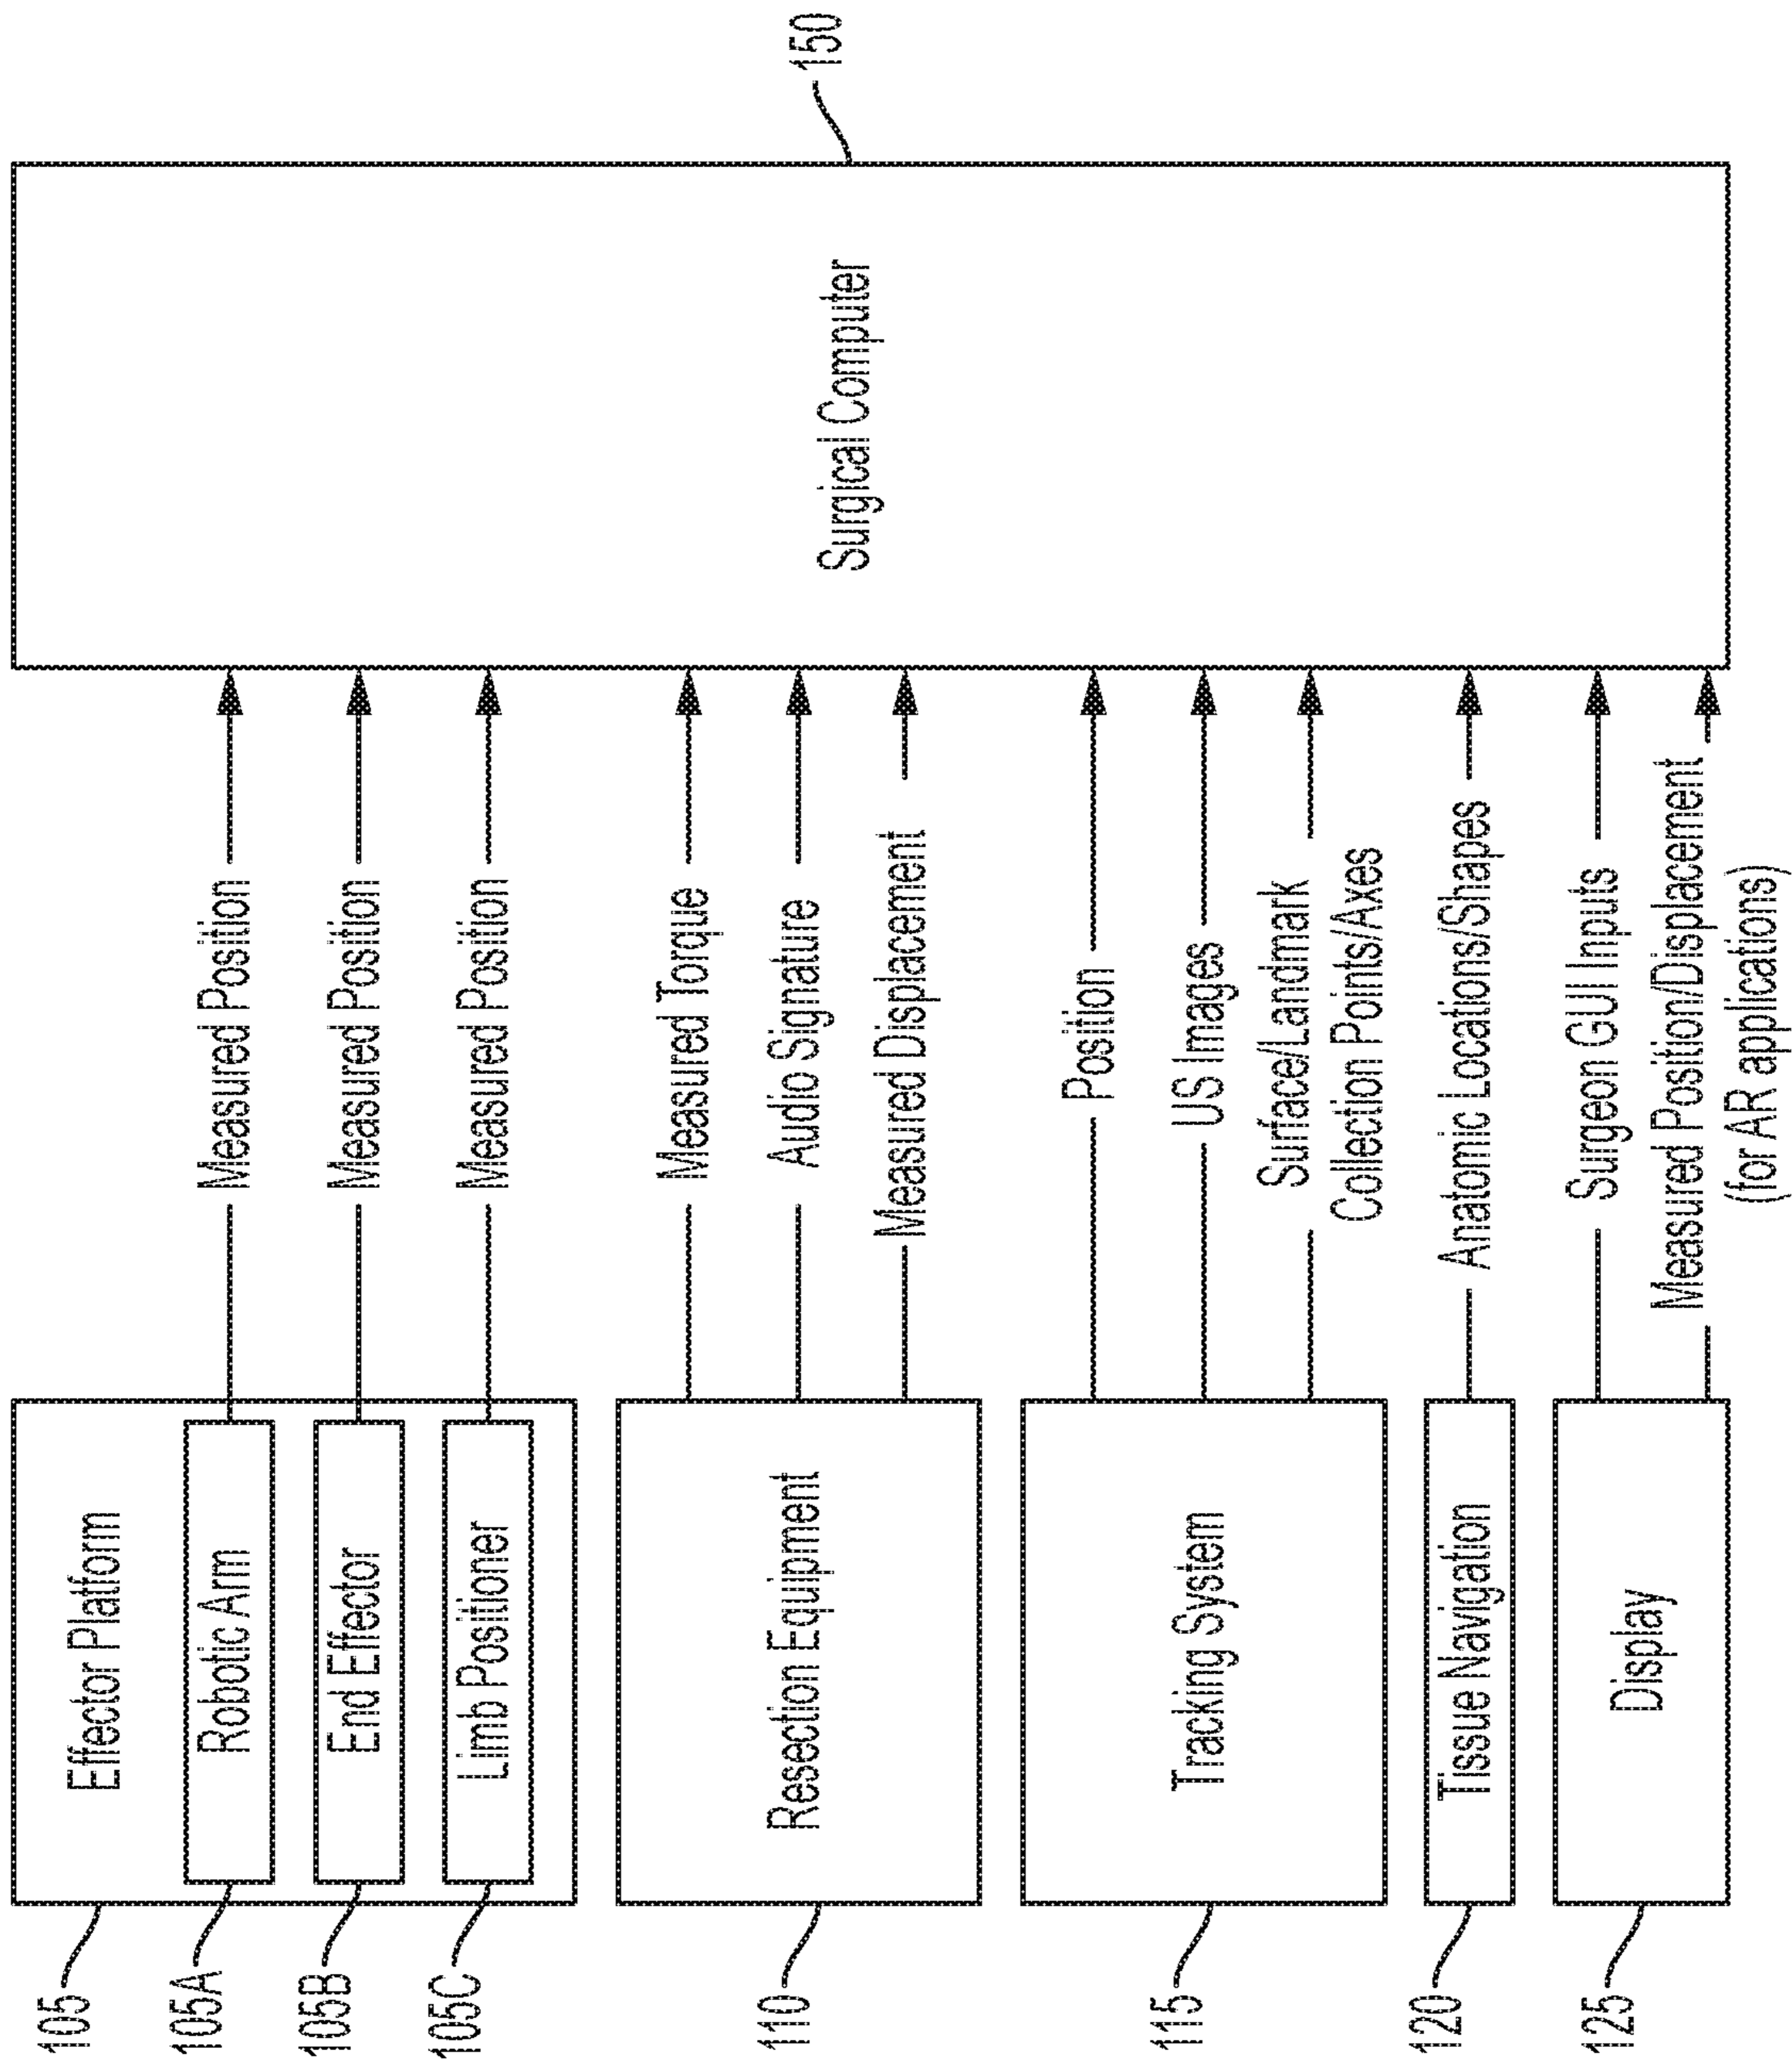 105
Effector Platform
105A
Robotic Arm
Measured Position
105B
End Effector
Measured Position
105C
Limb Positioner
Measured Position
110
Resection Equipment
Measured Torque
Audio Signature
Measured Displacement
115
Tracking System
Position
US Images
Surface/Landmark
Collection Points/Axes
120
Tissue Navigation
Anatomic Locations/Shapes
125
Display
Surgeon GUI Inputs
Measured Position/Displacement
(for AR applications)
Surgical Computer
150